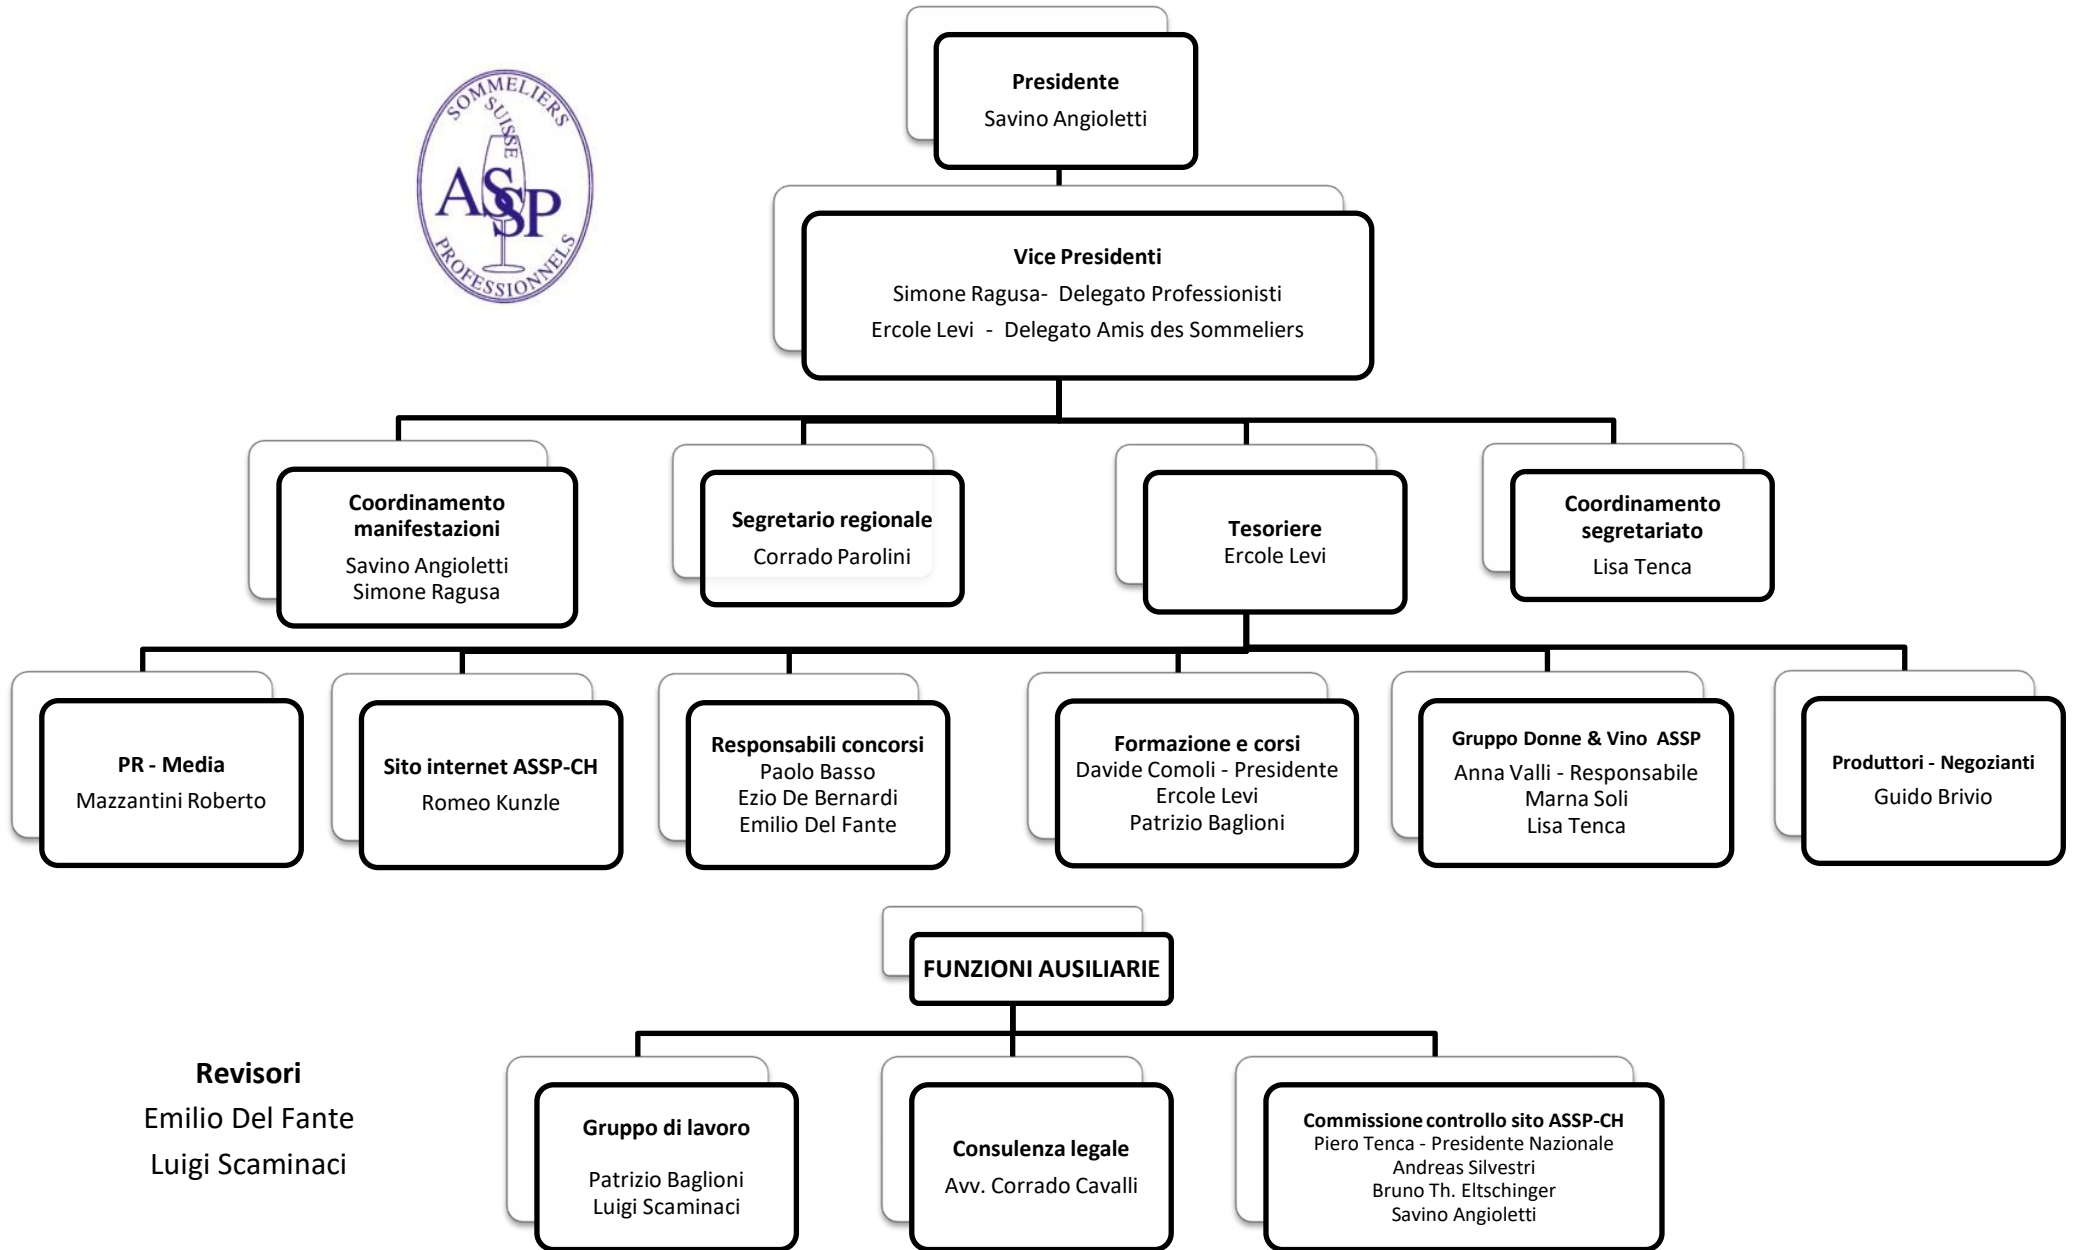 SOMMELIERS
SUISSE
ASSP
PROFESSIONNELS
Presidente
Savino Angioletti
Vice Presidenti
Simone Ragusa-  Delegato Professionisti
Ercole Levi  -  Delegato Amis des Sommeliers
Coordinamento
manifestazioni
Savino Angioletti
Simone Ragusa
Segretario regionale
Corrado Parolini
Tesoriere
Ercole Levi
Coordinamento
segretariato
Lisa Tenca
PR - Media
Mazzantini Roberto
Sito internet ASSP-CH
Romeo Kunzle
Responsabili concorsi
Paolo Basso
Ezio De Bernardi
Emilio Del Fante
Formazione e corsi
Davide Comoli - Presidente
Ercole Levi
Patrizio Baglioni
Gruppo Donne & Vino  ASSP
Anna Valli - Responsabile
Marna Soli
Lisa Tenca
Produttori - Negozianti
Guido Brivio
FUNZIONI AUSILIARIE
Revisori
Emilio Del Fante
Luigi Scaminaci
Gruppo di lavoro
Patrizio Baglioni
Luigi Scaminaci
Consulenza legale
Avv. Corrado Cavalli
Commissione controllo sito ASSP-CH
Piero Tenca - Presidente Nazionale
Andreas Silvestri
Bruno Th. Eltschinger
Savino Angioletti